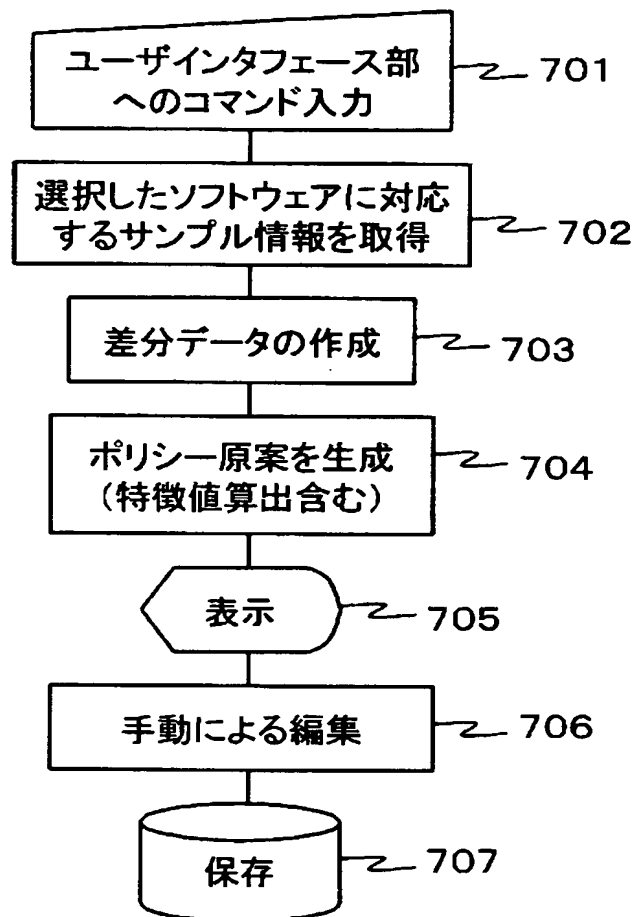 ユーザインタフェース部
へのコマンド入力
701
選択したソフトウェアに対応
するサンプル情報を取得
702
差分データの作成
703
ポリシー原案を生成
(特徴値算出含む)
704
表示
705
手動による編集
706
保存
707